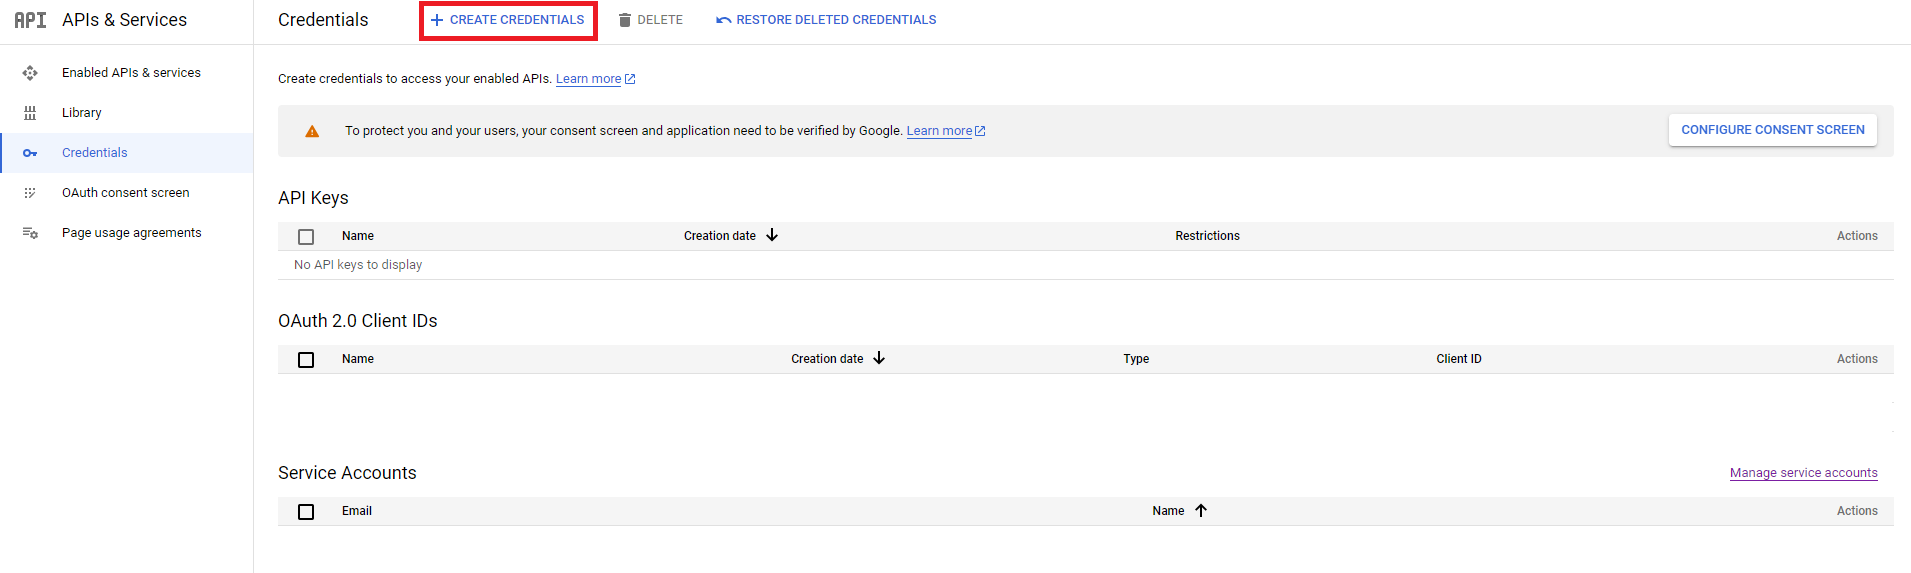 API APIs & Services
Credentials
CREATE CREDENTIALS
DELETE
RESTORE DELETED CREDENTIALS
Enabled APIs & services
Library
Credentials
OAuth consent screen
Page usage agreements
Create credentials to access your enabled APIs. Learn more
To protect you and your users, your consent screen and application need to be verified by Google. Learn more
CONFIGURE CONSENT SCREEN
API Keys
Name Creation date Restrictions Actions
No API keys to display
OAuth 2.0 Client IDs
Name Creation date Type Client ID Actions
Service Accounts
Manage service accounts
Email Name Actions